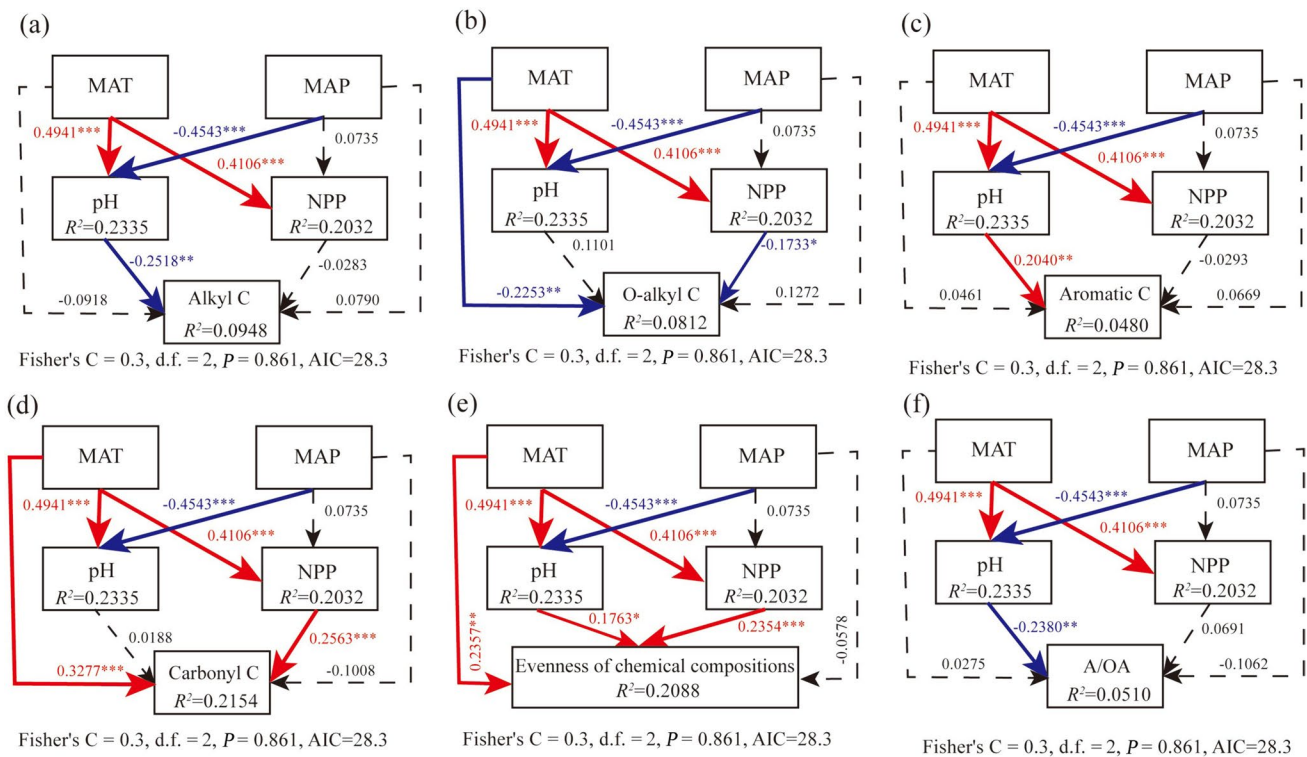 (a)
MAT
MAP
0.4941***
-0.4543***
0.0735
0.4106***
pH
R²=0.2335
NPP
R²=0.2032
-0.2518**
-0.0283
-0.0918
0.0790
Alkyl C
R²=0.0948
Fisher's C = 0.3, d.f. = 2, P = 0.861, AIC=28.3
(b)
MAT
MAP
0.4941***
-0.4543***
0.0735
0.4106***
pH
R²=0.2335
NPP
R²=0.2032
0.1101
-0.1733*
-0.2253**
0.1272
O-alkyl C
R²=0.0812
Fisher's C = 0.3, d.f. = 2, P = 0.861, AIC=28.3
(c)
MAT
MAP
0.4941***
-0.4543***
0.0735
0.4106***
pH
R²=0.2335
NPP
R²=0.2032
0.2040**
-0.0293
0.0461
0.0669
Aromatic C
R²=0.0480
Fisher's C = 0.3, d.f. = 2, P = 0.861, AIC=28.3
(d)
MAT
MAP
0.4941***
-0.4543***
0.0735
0.4106***
pH
R²=0.2335
NPP
R²=0.2032
0.0188
0.2563***
0.3277***
-0.1008
Carbonyl C
R²=0.2154
Fisher's C = 0.3, d.f. = 2, P = 0.861, AIC=28.3
(e)
MAT
MAP
0.4941***
-0.4543***
0.0735
0.4106***
pH
R²=0.2335
NPP
R²=0.2032
0.1763*
0.2354***
0.2357**
-0.0578
Evenness of chemical compositions
R²=0.2088
Fisher's C = 0.3, d.f. = 2, P = 0.861, AIC=28.3
(f)
MAT
MAP
0.4941***
-0.4543***
0.0735
0.4106***
pH
R²=0.2335
NPP
R²=0.2032
-0.2380**
0.0691
0.0275
-0.1062
A/OA
R²=0.0510
Fisher's C = 0.3, d.f. = 2, P = 0.861, AIC=28.3